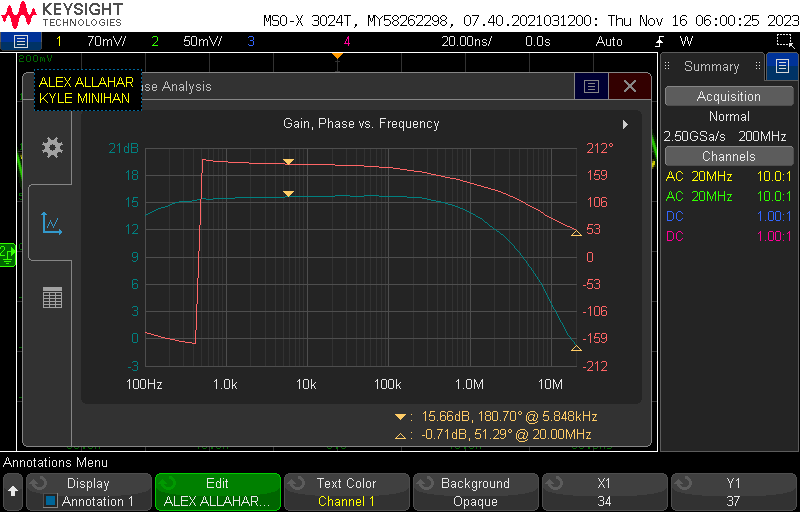 KEYSIGHT
TECHNOLOGIES
MSO-X 3024T, MY58262298, 07.40.2021031200: Thu Nov 16 06:00:25 2023
1 70mV/ 2 50mV/ 3 4 20.00ns/ 0.0s Auto W
200mV
ALEX ALLAHAR
KYLE MINIHAN
se Analysis
Gain, Phase vs. Frequency
21dB
18
15
12
9
6
3
0
-3
212°
159
106
53
0
-53
-106
-159
-212
100Hz 1.0k 10k 100k 1.0M 10M
: 15.66dB, 180.70° @ 5.848kHz
: -0.71dB, 51.29° @ 20.00MHz
Summary
Acquisition
Normal
2.50GSa/s 200MHz
Channels
AC 20MHz 10.0:1
AC 20MHz 10.0:1
DC 1.00:1
DC 1.00:1
2
Annotations Menu
Display
Annotation 1
Edit
ALEX ALLAHAR...
Text Color
Channel 1
Background
Opaque
X1
34
Y1
37